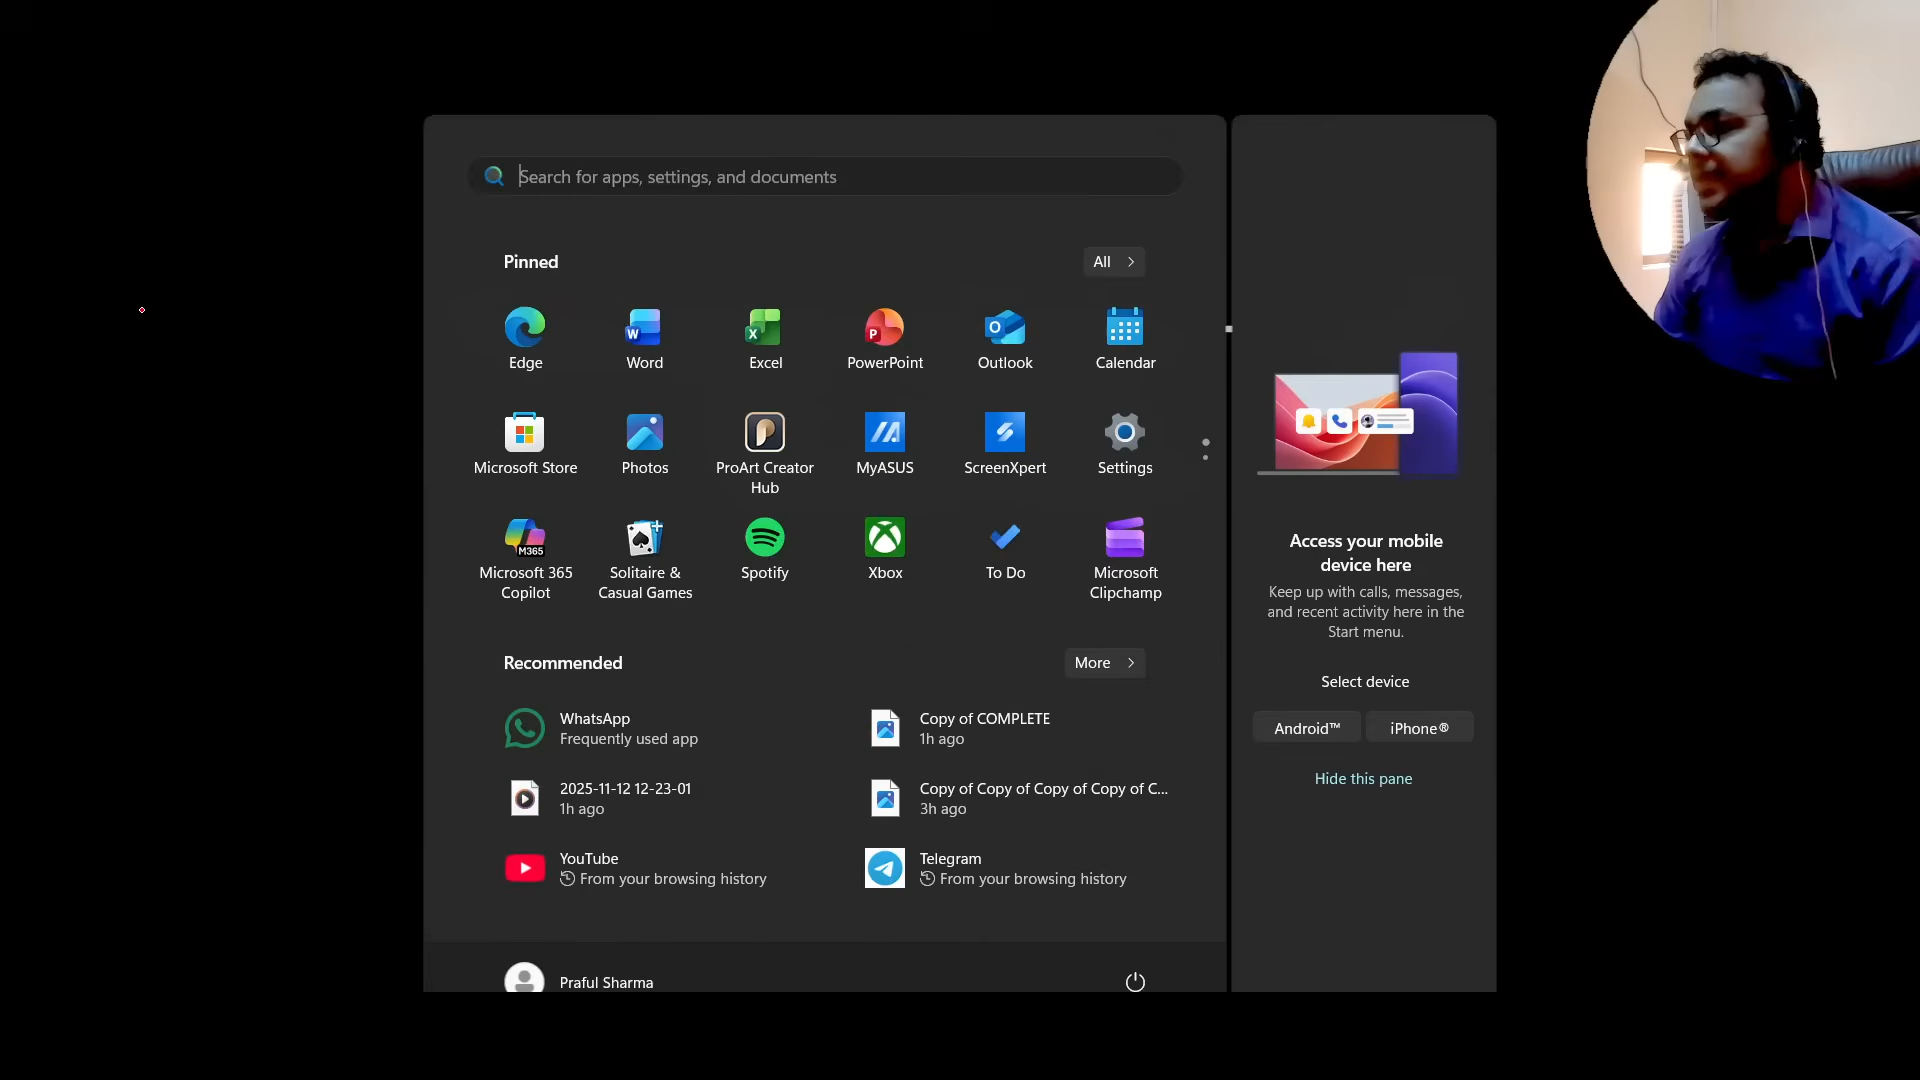 Search for apps, settings, and documents
Pinned
All
Edge
Word
Excel
PowerPoint
Outlook
Calendar
Microsoft Store
Photos
ProArt Creator
Hub
MyASUS
ScreenXpert
Settings
M365
Microsoft 365
Copilot
Solitaire &
Casual Games
Spotify
Xbox
To Do
Microsoft
Clipchamp
Recommended
More
WhatsApp
Frequently used app
Copy of COMPLETE
1h ago
2025-11-12 12-23-01
1h ago
Copy of Copy of Copy of Copy of C...
3h ago
YouTube
From your browsing history
Telegram
From your browsing history
Praful Sharma
Access your mobile
device here
Keep up with calls, messages,
and recent activity here in the
Start menu.
Select device
Android™
iPhone®
Hide this pane